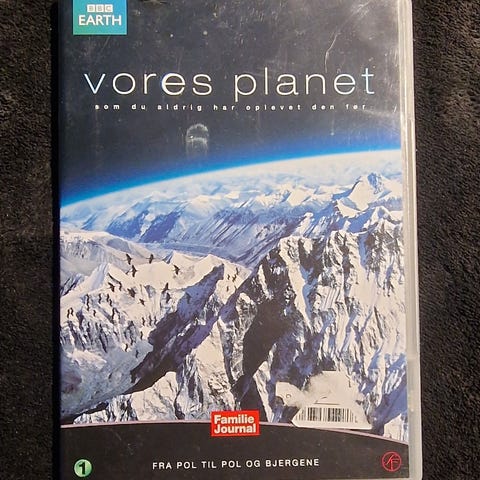 BBC
EARTH
vores planet
som du aldrig har oplevet den før
Familie
Journal
1
FRA POL TIL POL OG BJERGENE
SF